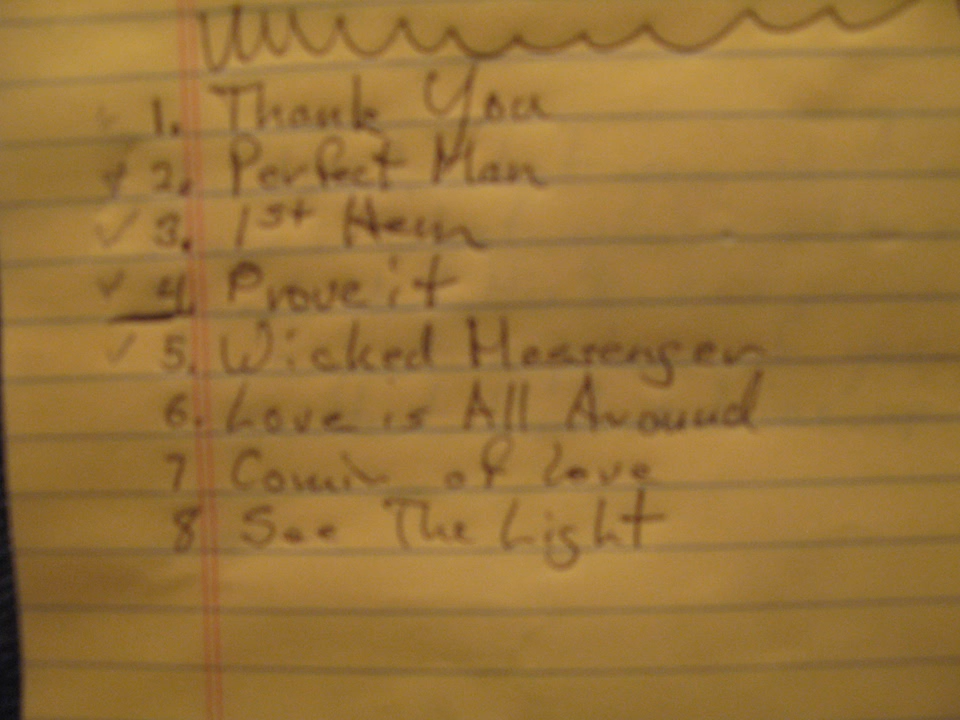 1. Thank You
2. Perfect Man
3. 1st Hem
4. Prove it
5. Wicked Messenger
6. Love is All Around
7 Comin of love
8 See The Light